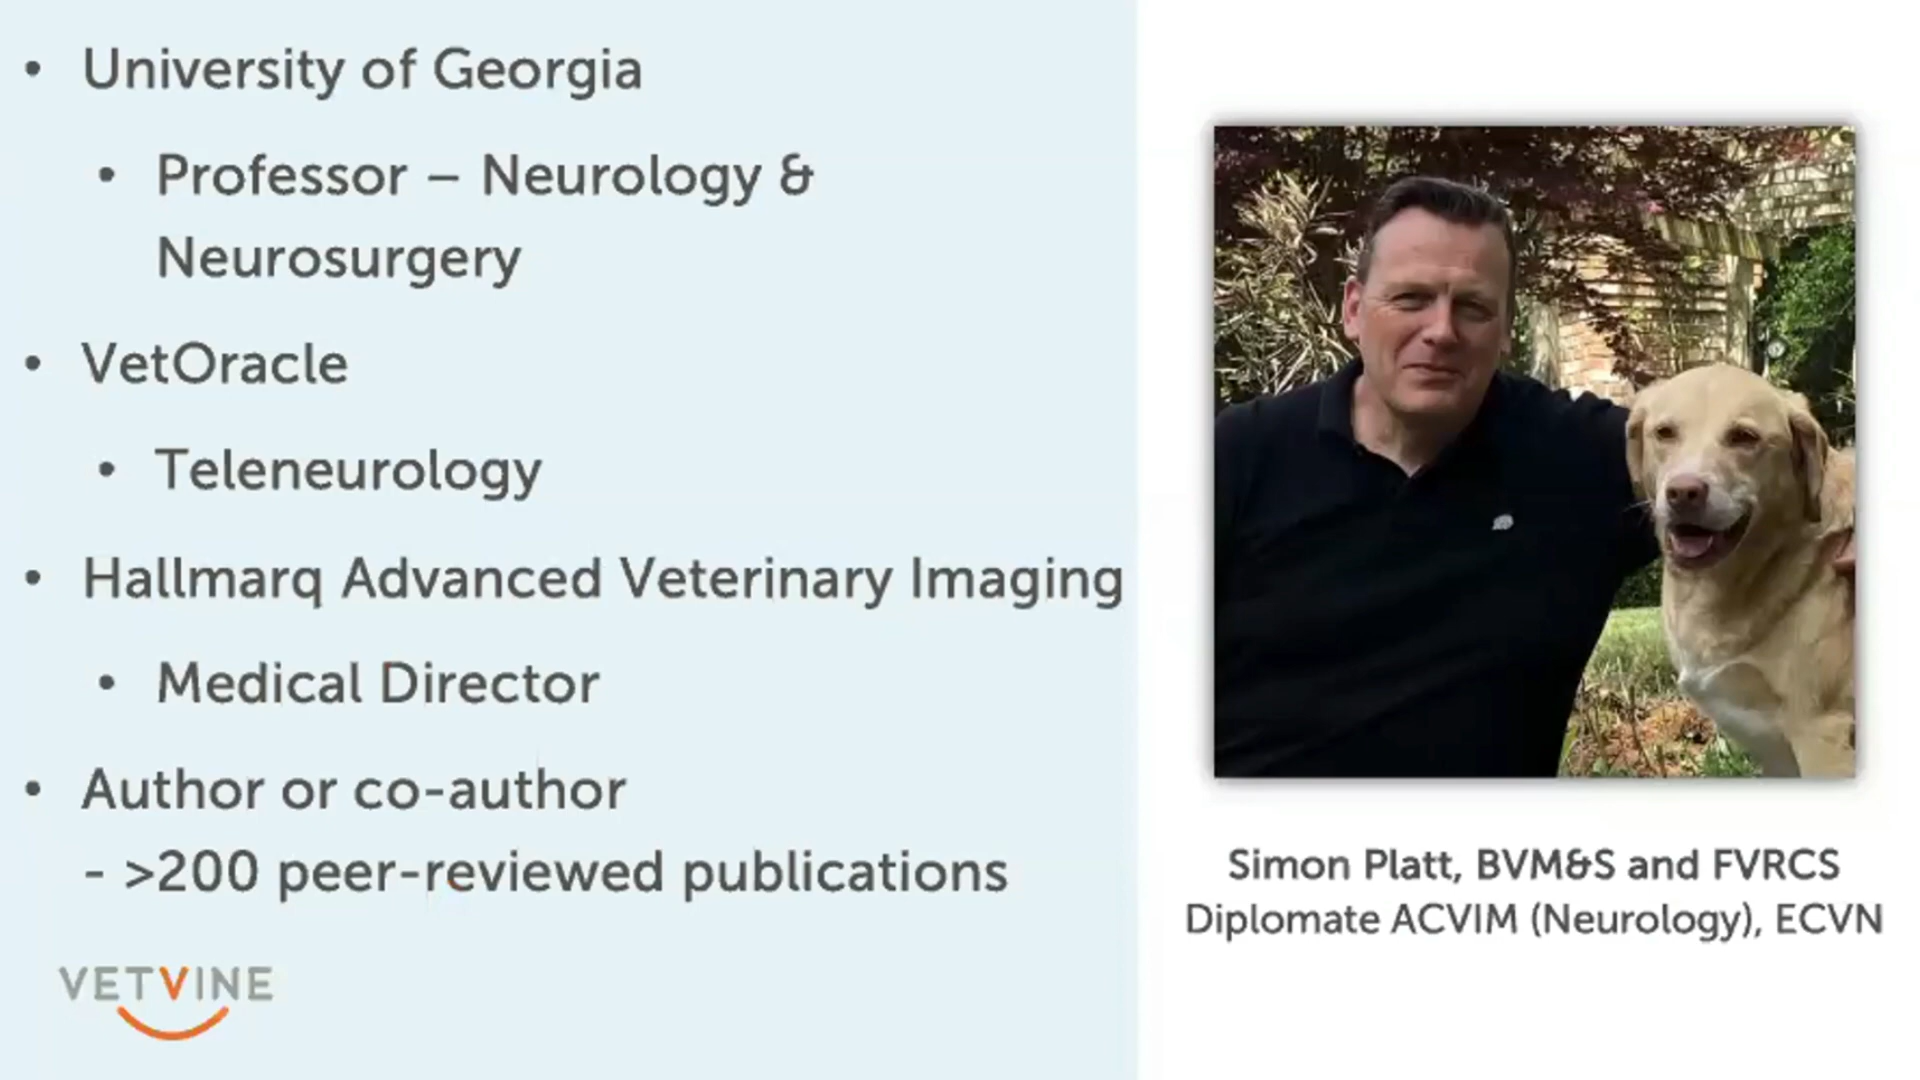 • University of Georgia
• Professor – Neurology &
Neurosurgery
• VetOracle
• Teleneurology
• Hallmarq Advanced Veterinary Imaging
• Medical Director
• Author or co-author
- >200 peer-reviewed publications
VETVINE
Simon Platt, BVM&S and FVRCS
Diplomate ACVIM (Neurology), ECVN